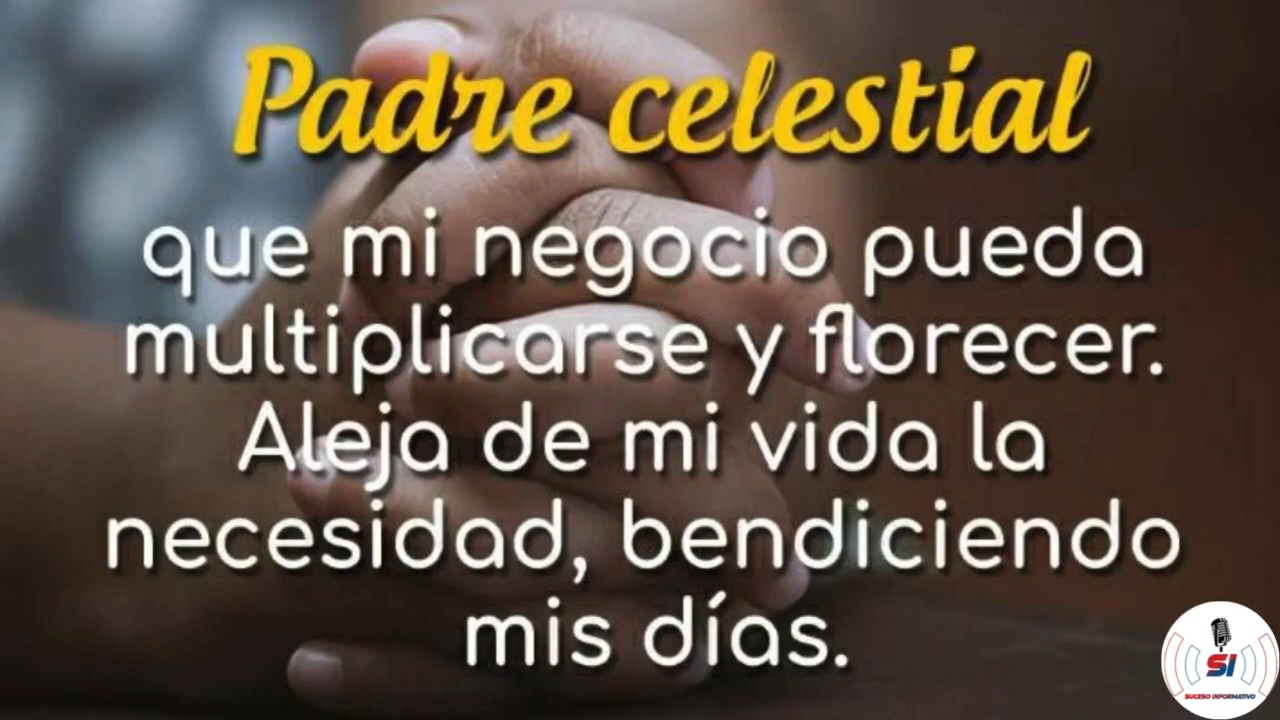 Padre celestial
que mi negocio pueda
multiplicarse y florecer.
Aleja de mi vida la
necesidad, bendiciendo
mis días.
SI
SUCESO INFORMATIVO